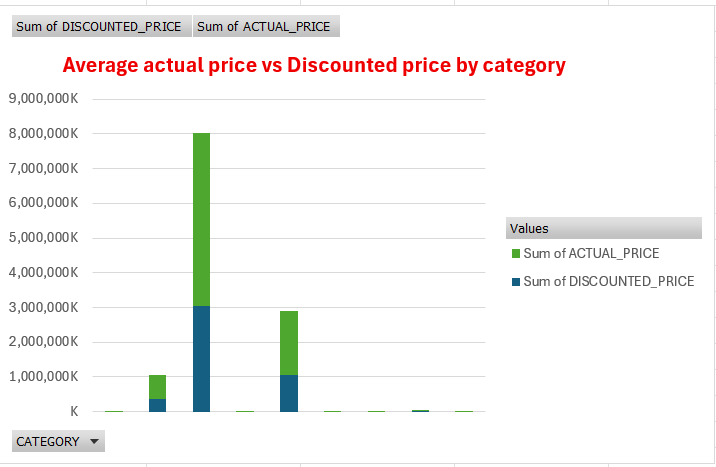 Sum of DISCOUNTED_PRICE Sum of ACTUAL_PRICE
Average actual price vs Discounted price by category
9,000,000K
8,000,000K
7,000,000K
6,000,000K
5,000,000K
4,000,000K
3,000,000K
2,000,000K
1,000,000K
K
Values
Sum of ACTUAL_PRICE
Sum of DISCOUNTED_PRICE
CATEGORY